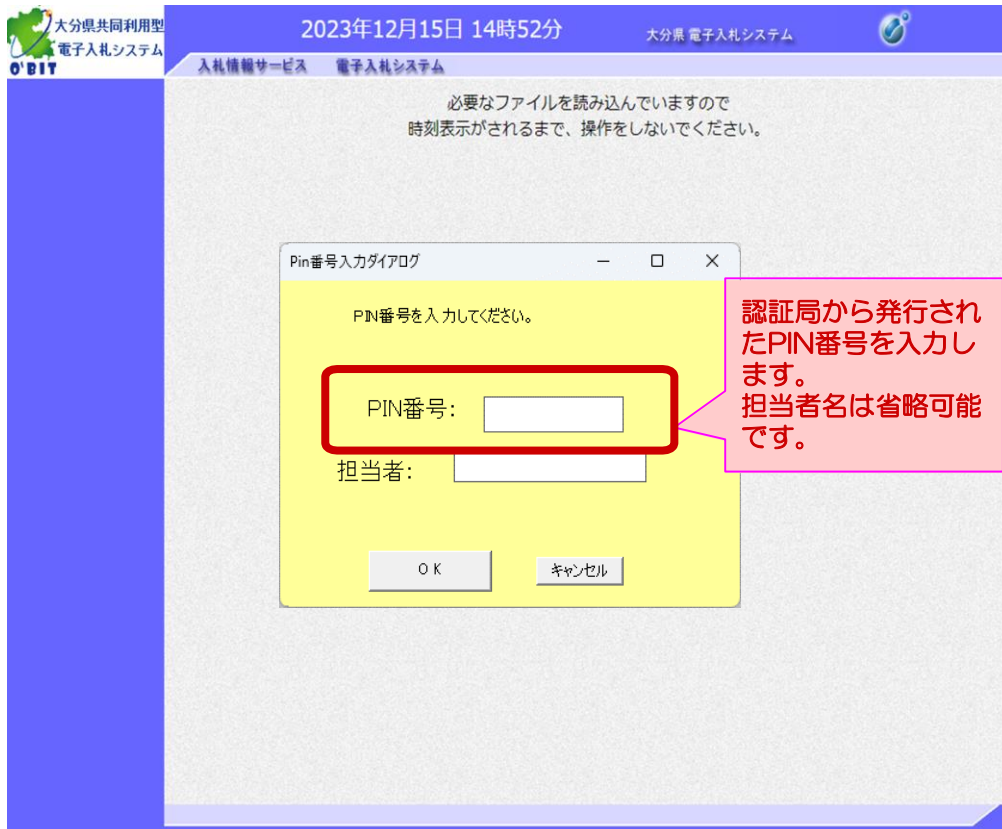 大分県共同利用型
電子入札システム
O'BIT
2023年12月15日 14時52分
大分県 電子入札システム
入札情報サービス 電子入札システム
必要なファイルを読み込んでいますので
時刻表示がされるまで、操作をしないでください。
Pin番号入力ダイアログ
PIN番号を入力してください。
PIN番号:
担当者:
OK キャンセル
認証局から発行され
たPIN番号を入力し
ます。
担当者名は省略可能
です。